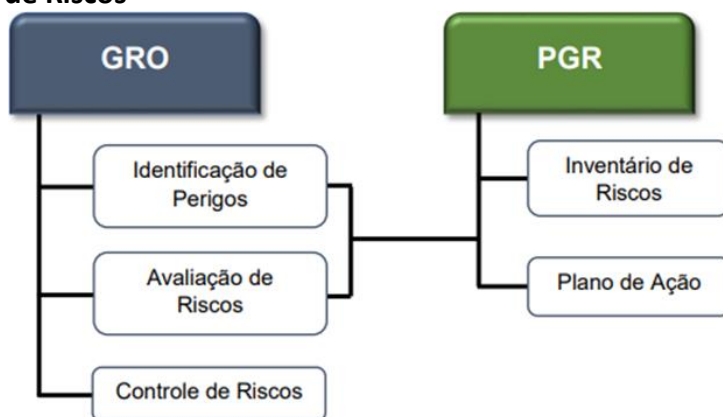 de Riscos
GRO
PGR
Identificação de
Perigos
Avaliação de
Riscos
Controle de Riscos
Inventário de
Riscos
Plano de Ação